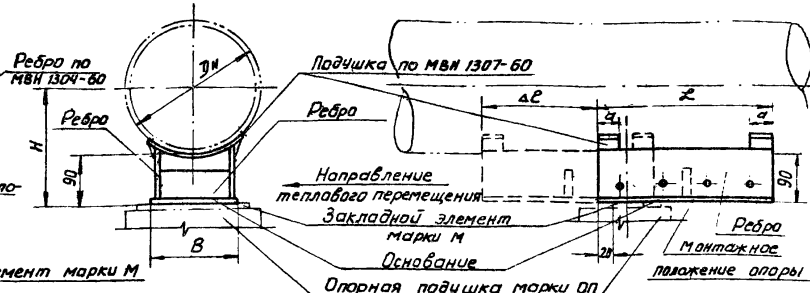 Ребро по
МВН 1304-60
Dн
Подушка по МВН 1307-60
Ребро
Ребро
H
90
Δℓ
L
a
a
Направление
теплового перемещения
Закладной элемент
марки М
Основание
Опорная подушка марки ОП
B
90
20
Ребро
Монтажное
положение опоры
емент марки М